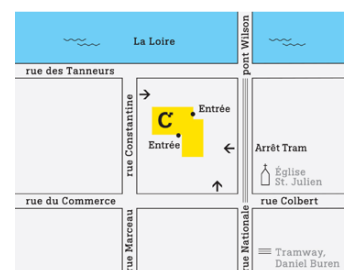 La Loire
pont Wilson
rue des Tanneurs
rue Constantine
C
Entrée
Entrée
Arrêt Tram
Église
St. Julien
rue du Commerce
rue Colbert
rue Marceau
rue Nationale
Tramway,
Daniel Buren